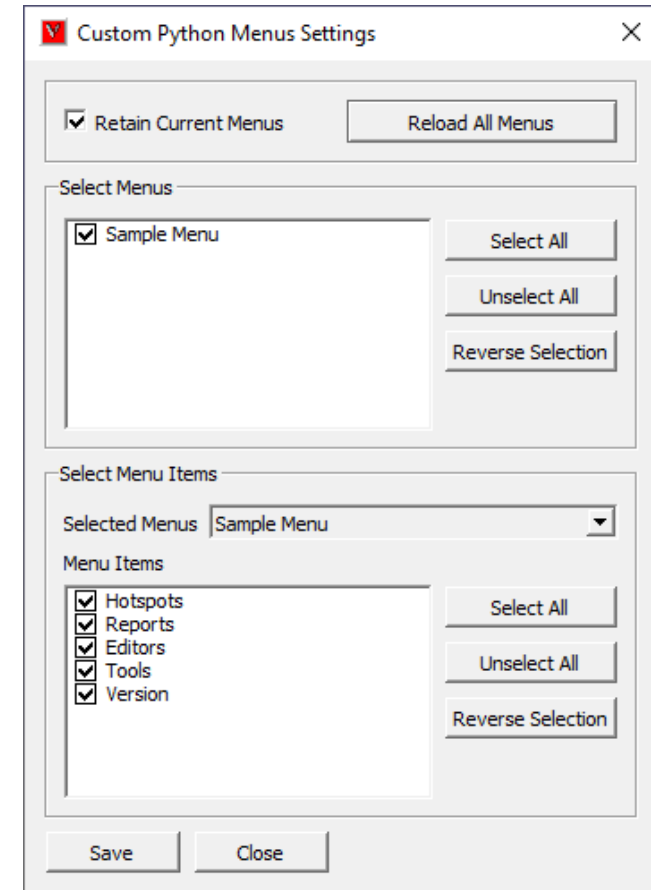 Custom Python Menus Settings
Retain Current Menus
Reload All Menus
Select Menus
Sample Menu
Select All
Unselect All
Reverse Selection
Select Menu Items
Selected Menus Sample Menu
Menu Items
Hotspots
Reports
Editors
Tools
Version
Select All
Unselect All
Reverse Selection
Save
Close